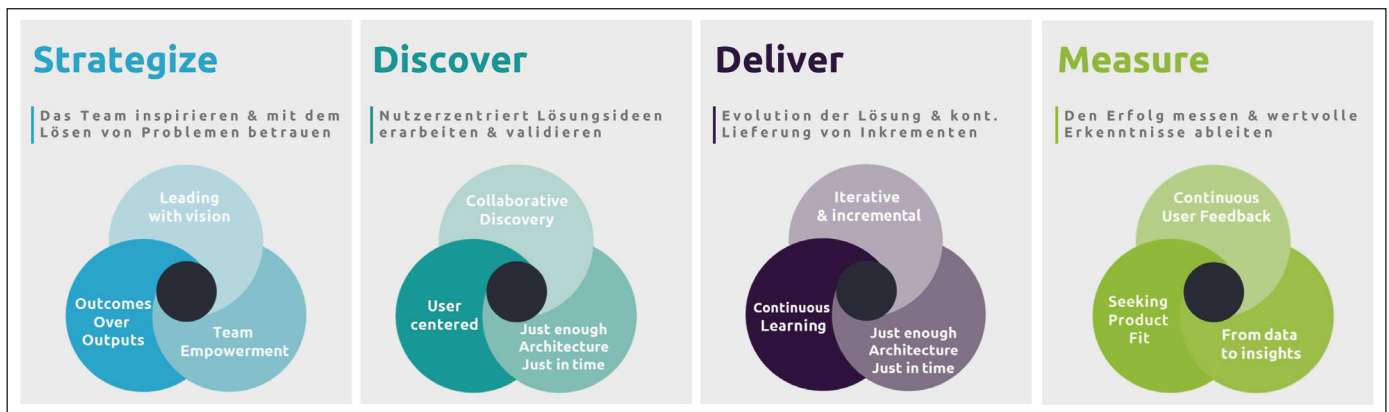 Strategize
Das Team inspirieren & mit dem
Lösen von Problemen betrauen
Leading
with vision
Outcomes
Over
Outputs
Team
Empowerment
Discover
Nutzerzentriert Lösungsideen
erarbeiten & validieren
Collaborative
Discovery
User
centered
Just enough
Architecture
Just in time
Deliver
Evolution der Lösung & kont.
Lieferung von Inkrementen
Iterative
& incremental
Continuous
Learning
Just enough
Architecture
Just in time
Measure
Den Erfolg messen & wertvolle
Erkenntnisse ableiten
Continuous
User Feedback
Seeking
Product
Fit
From data
to insights